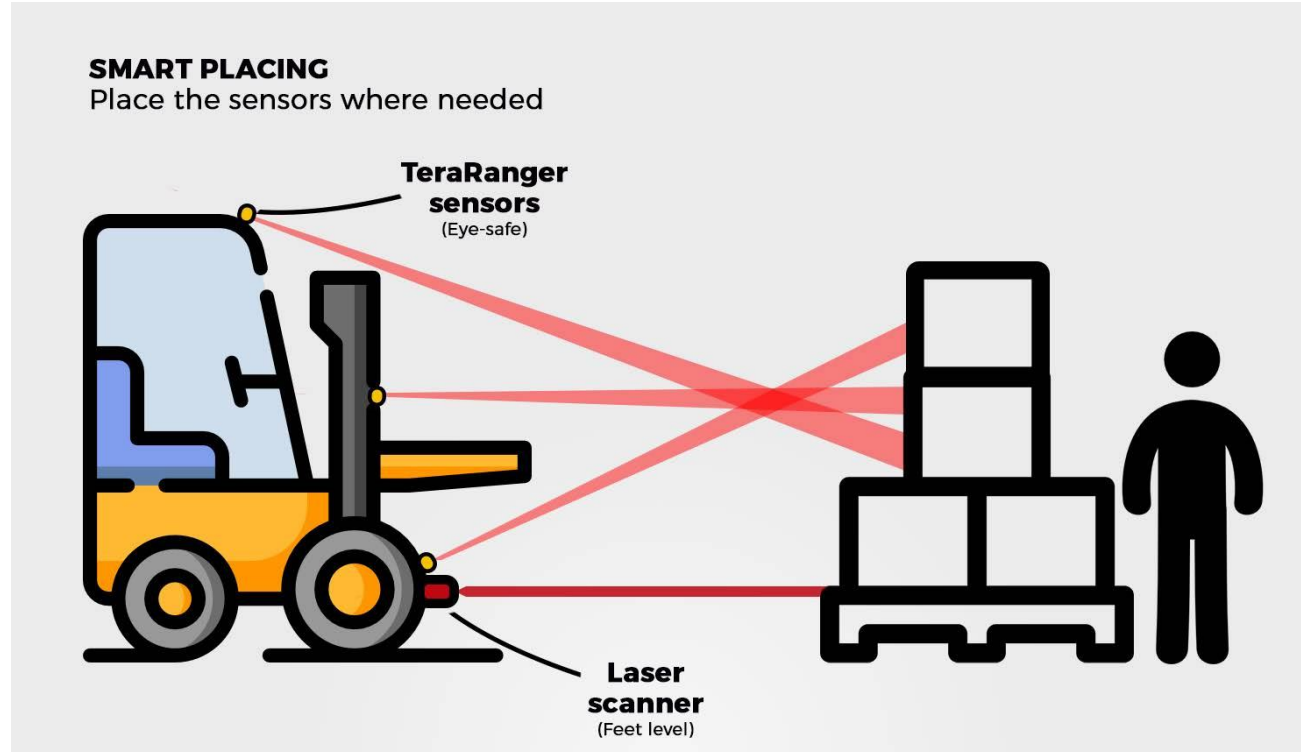 SMART PLACING
Place the sensors where needed
TeraRanger
sensors
(Eye-safe)
Laser
scanner
(Feet level)